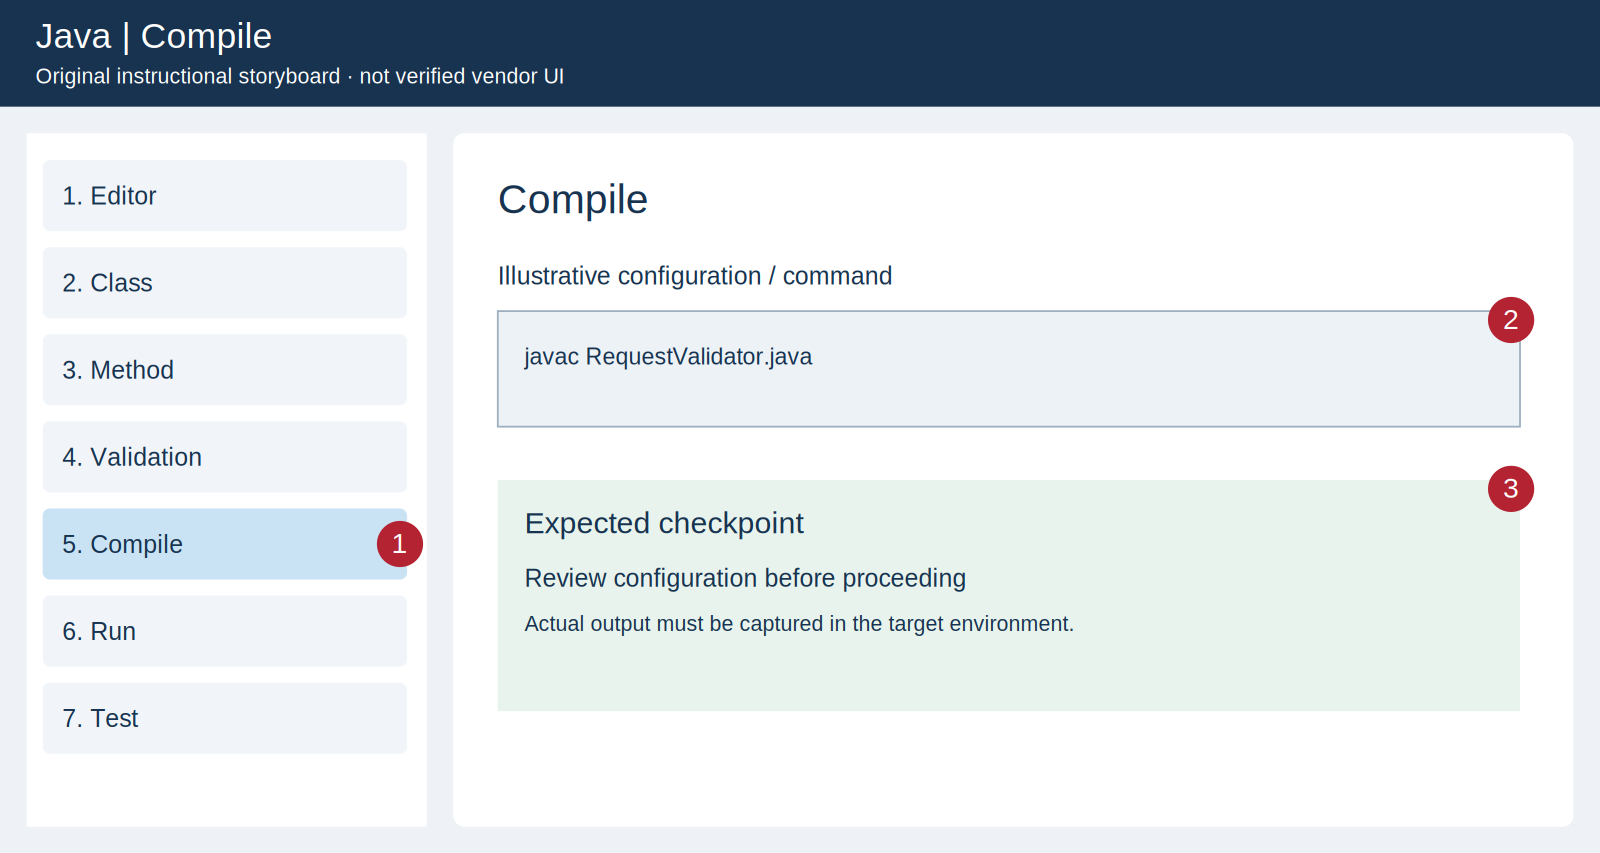 Java | Compile
Original instructional storyboard · not verified vendor UI
1. Editor
2. Class
3. Method
4. Validation
5. Compile
1
6. Run
7. Test
Compile
Illustrative configuration / command
2
javac RequestValidator.java
3
Expected checkpoint
Review configuration before proceeding
Actual output must be captured in the target environment.